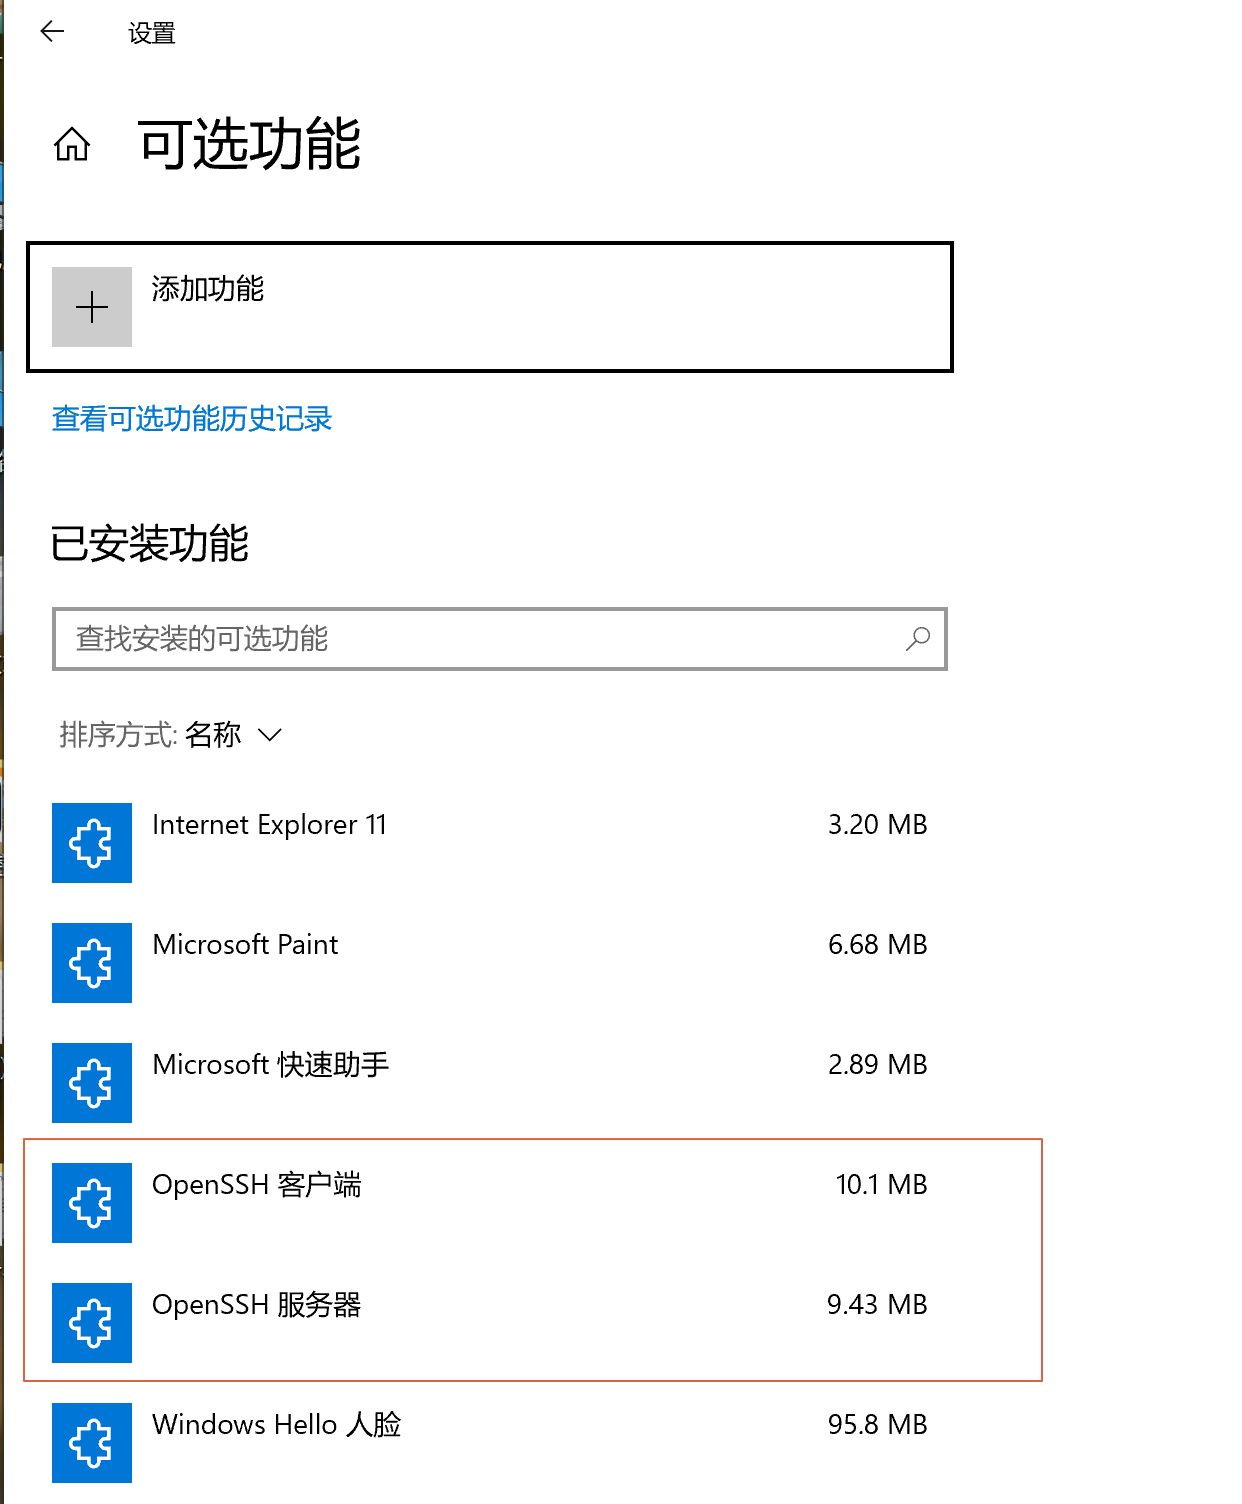 设置
可选功能
添加功能
查看可选功能历史记录
已安装功能
查找安装的可选功能
排序方式: 名称
Internet Explorer 11 3.20 MB
Microsoft Paint 6.68 MB
Microsoft 快速助手 2.89 MB
OpenSSH 客户端 10.1 MB
OpenSSH 服务器 9.43 MB
Windows Hello 人脸 95.8 MB